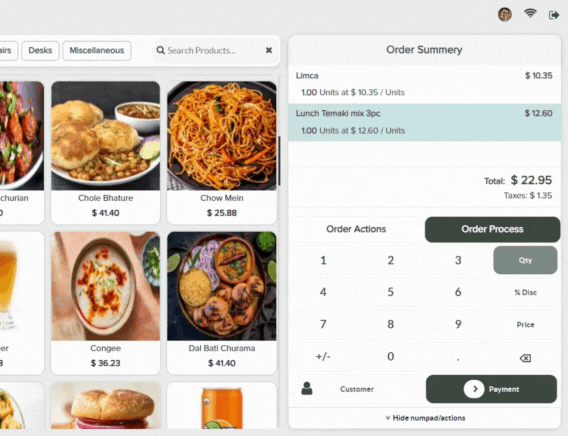 airs
Desks
Miscellaneous
Search Products...
churian
0
Chole Bhature
$ 41.40
Chow Mein
$ 25.88
er
8
Congee
$ 36.23
Dal Bati Churama
$ 41.40
Order Summery
Limca
$ 10.35
1.00 Units at $ 10.35 / Units
Lunch Temaki mix 3pc
$ 12.60
1.00 Units at $ 12.60 / Units
Total: $ 22.95
Taxes: $ 1.35
Order Actions
Order Process
1 2 3 Qty
4 5 6 % Disc
7 8 9 Price
+/- 0 .
Customer
Payment
Hide numpad/actions